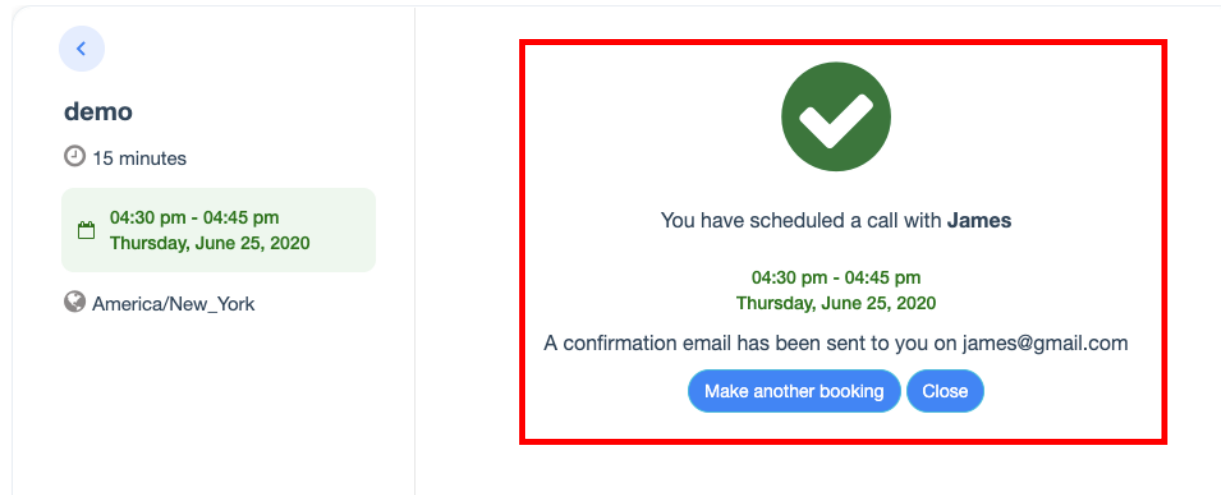 demo
15 minutes
04:30 pm - 04:45 pm
Thursday, June 25, 2020
America/New_York
You have scheduled a call with James
04:30 pm - 04:45 pm
Thursday, June 25, 2020
A confirmation email has been sent to you on james@gmail.com
Make another booking Close